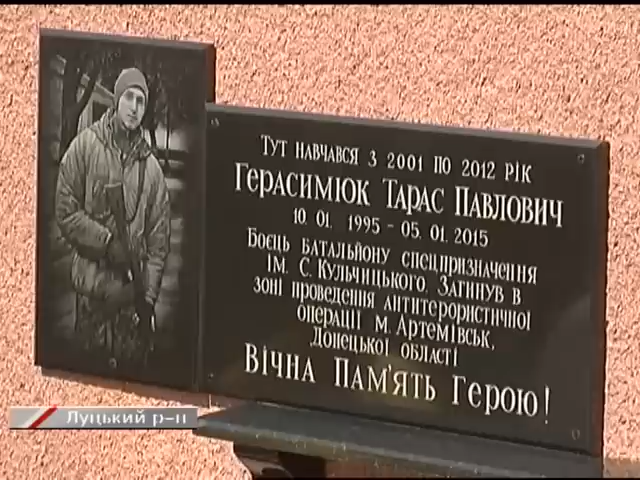 Тут навчався з 2001 по 2012 рік
Герасимюк Тарас Павлович
10. 01. 1995 - 05. 01. 2015
Боєць батальйону спецпризначення
ім. С. Кульчицького. Загинув в
зоні проведення антитерористичної
операції м. Артемівськ,
Донецької області
Вічна Пам'ять Герою!
Луцький р–н